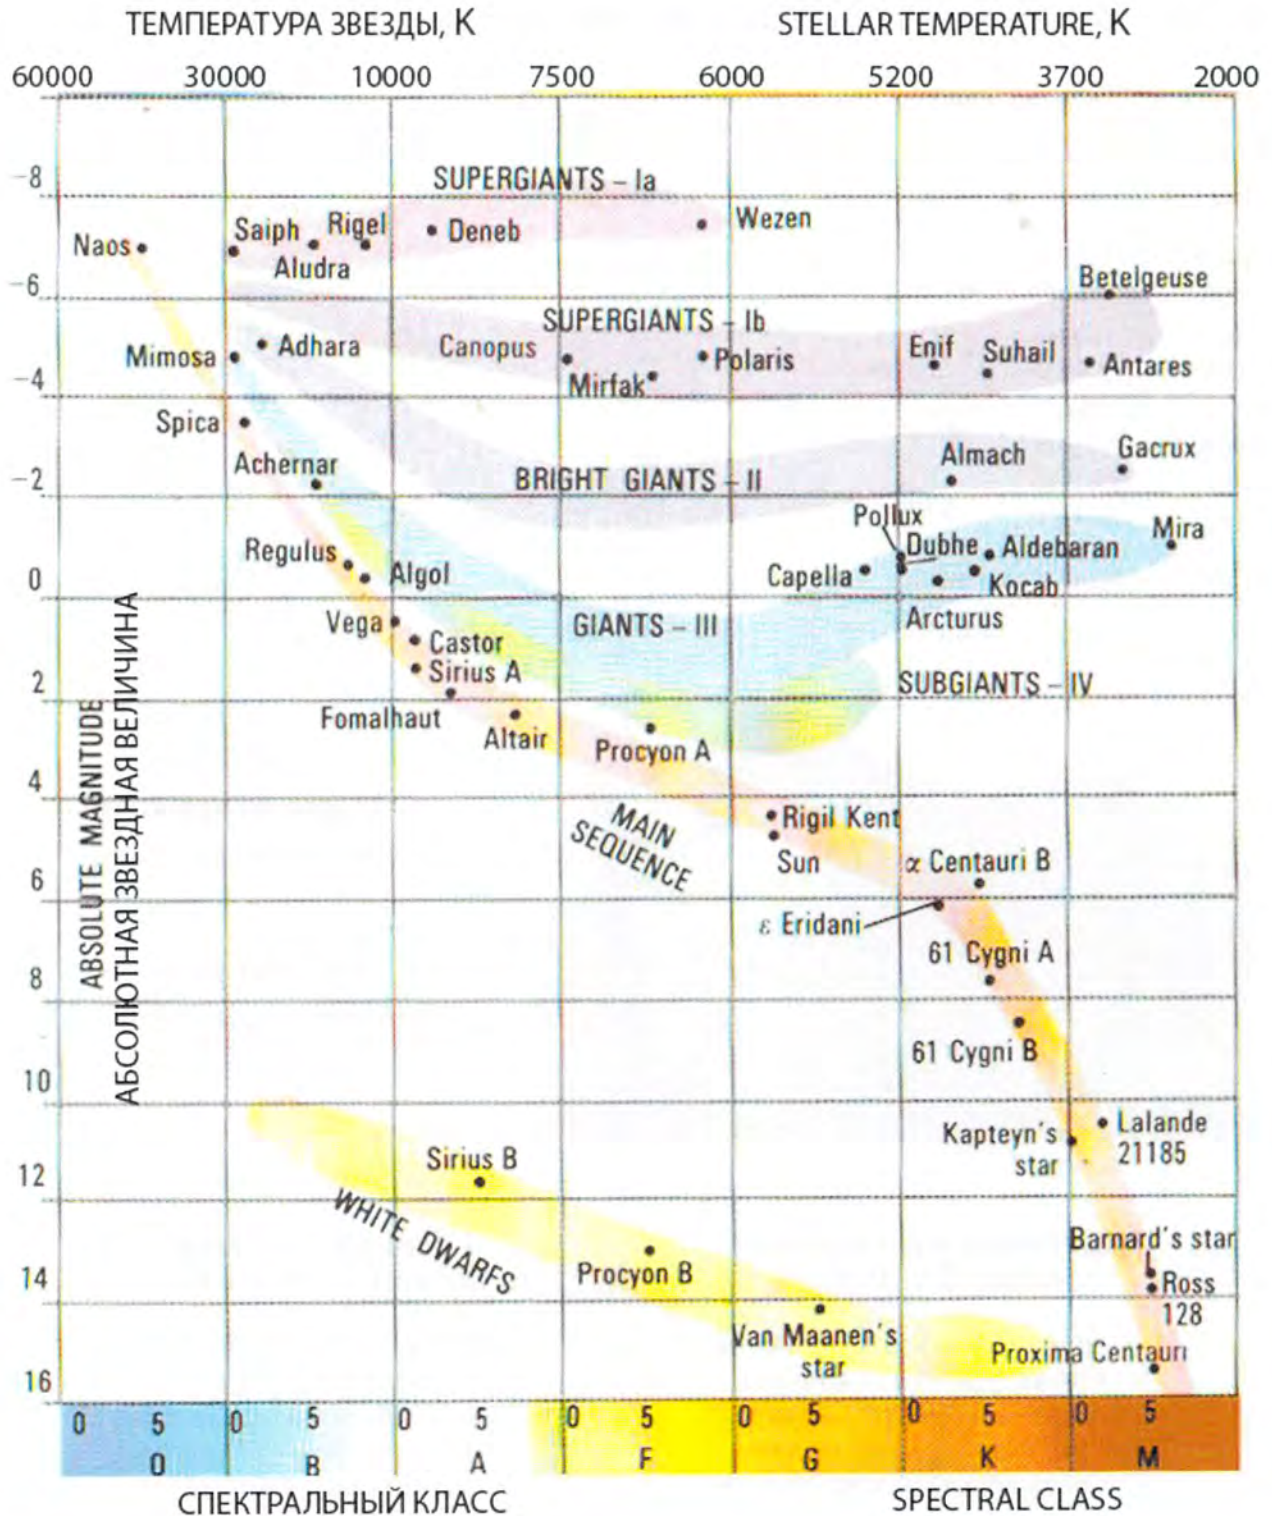 ТЕМПЕРАТУРА ЗВЕЗДЫ, К STELLAR TEMPERATURE, K
60000 30000 10000 7500 6000 5200 3700 2000
-8
SUPERGIANTS - Ia
Naos Saiph Rigel Deneb Wezen
Aludra
-6
Betelgeuse
SUPERGIANTS - Ib
Mimosa Adhara Canopus Polaris Enif Suhail Antares
Mirfak
-4
Spica
Achernar Almach Gacrux
-2
BRIGHT GIANTS - II
Pollux Mira
Regulus Dubhe Aldebaran
Algol Capella Kocab
0
Vega GIANTS - III Arcturus
Castor
Sirius A
2
SUBGIANTS - IV
Fomalhaut
Altair Procyon A
4
MAIN
SEQUENCE
Rigil Kent
Sun α Centauri B
6
ε Eridani
61 Cygni A
8
61 Cygni B
10
ABSOLUTE MAGNITUDE
АБСОЛЮТНАЯ ЗВЕЗДНАЯ ВЕЛИЧИНА
Kapteyn's
star
Lalande
21185
Sirius B
12
WHITE DWARFS
Procyon B
Barnard's star
14
Ross
128
Van Maanen's
star
Proxima Centauri
16
0 5 0 5 0 5 0 5 0 5 0 5 0 5
O B A F G K M
СПЕКТРАЛЬНЫЙ КЛАСС SPECTRAL CLASS